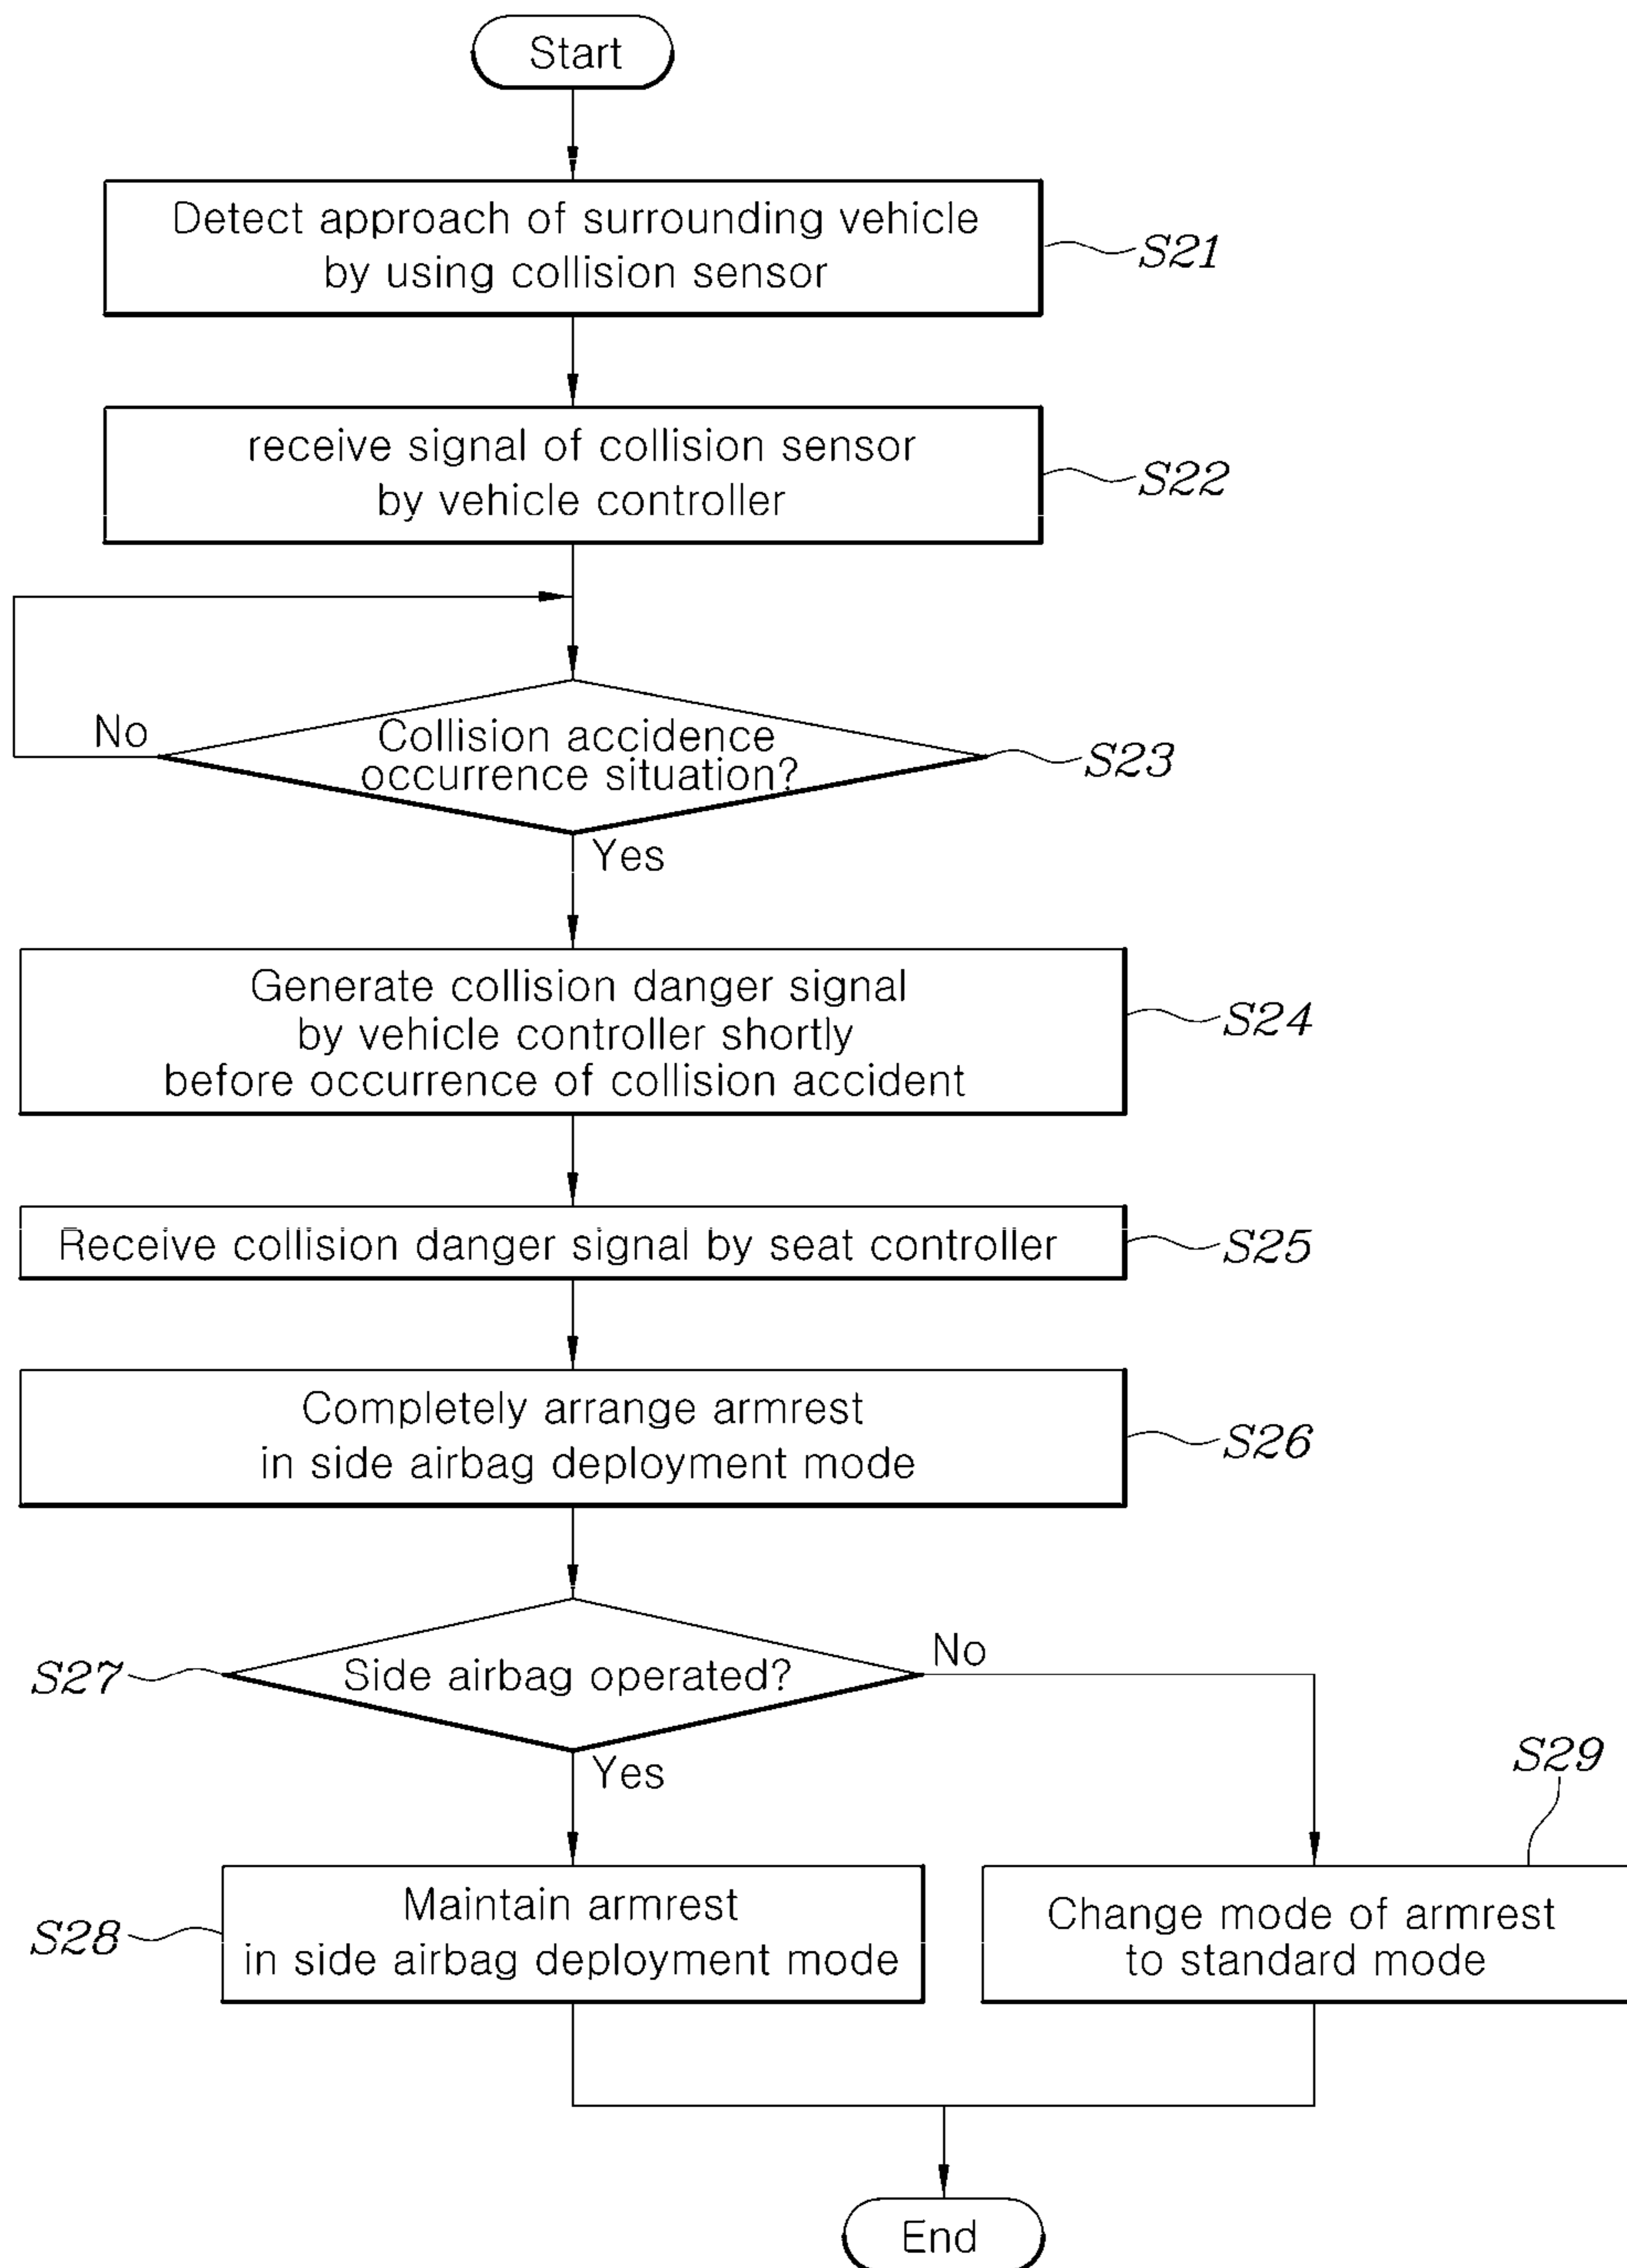 Start
Detect approach of surrounding vehicle
by using collision sensor
S21
receive signal of collision sensor
by vehicle controller
S22
No
Collision accidence
occurrence situation?
S23
Yes
Generate collision danger signal
by vehicle controller shortly
before occurrence of collision accident
S24
Receive collision danger signal by seat controller
S25
Completely arrange armrest
in side airbag deployment mode
S26
S27
Side airbag operated?
No
Yes
S29
S28
Maintain armrest
in side airbag deployment mode
Change mode of armrest
to standard mode
End